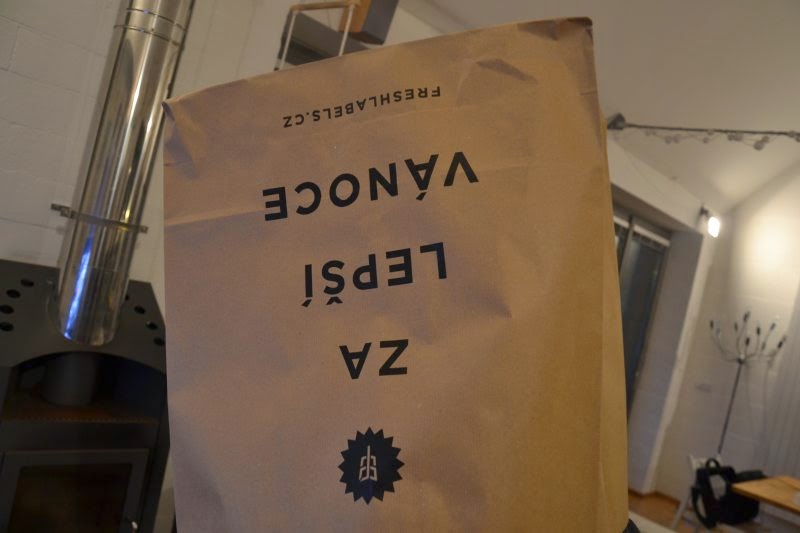 ZA
LEPŠÍ
VÁNOCE
FRESHLABELS.CZ